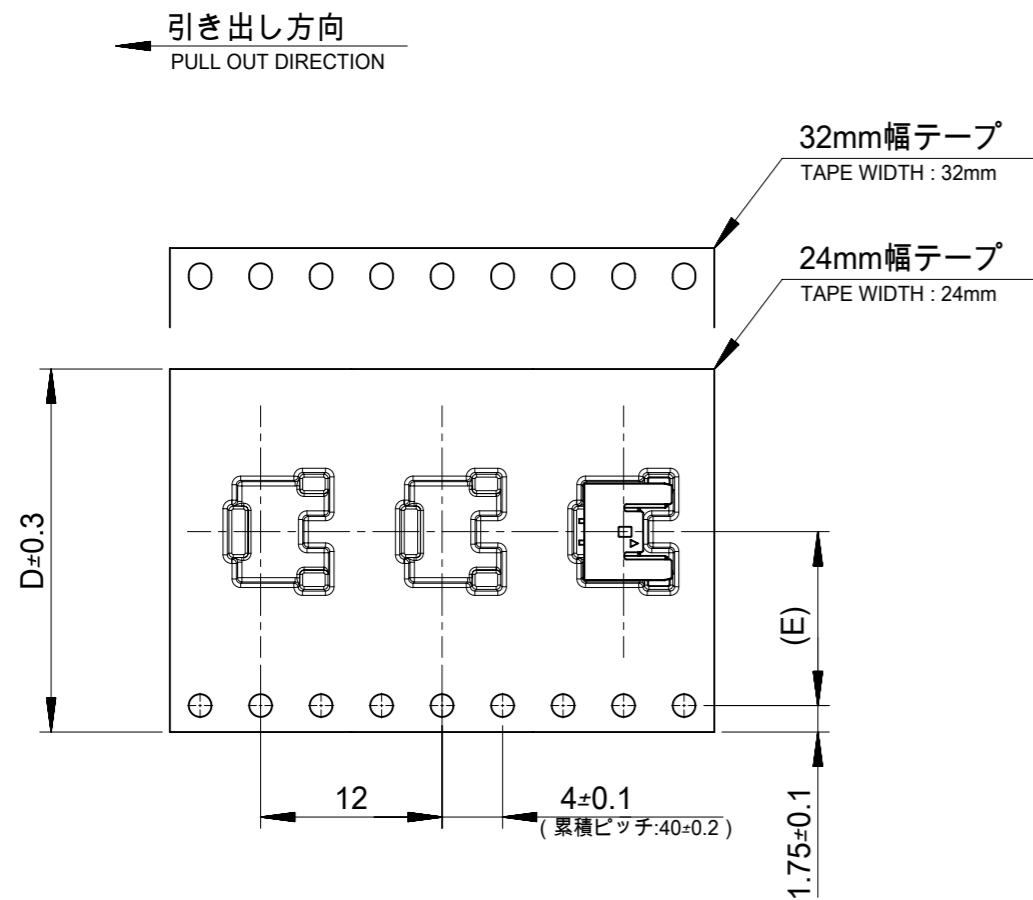 引き出し方向
PULL OUT DIRECTION
32mm幅テープ
TAPE WIDTH : 32mm
24mm幅テープ
TAPE WIDTH : 24mm
D±0.3
(E)
12
4±0.1
( 累積ピッチ:40±0.2 )
1.75±0.1